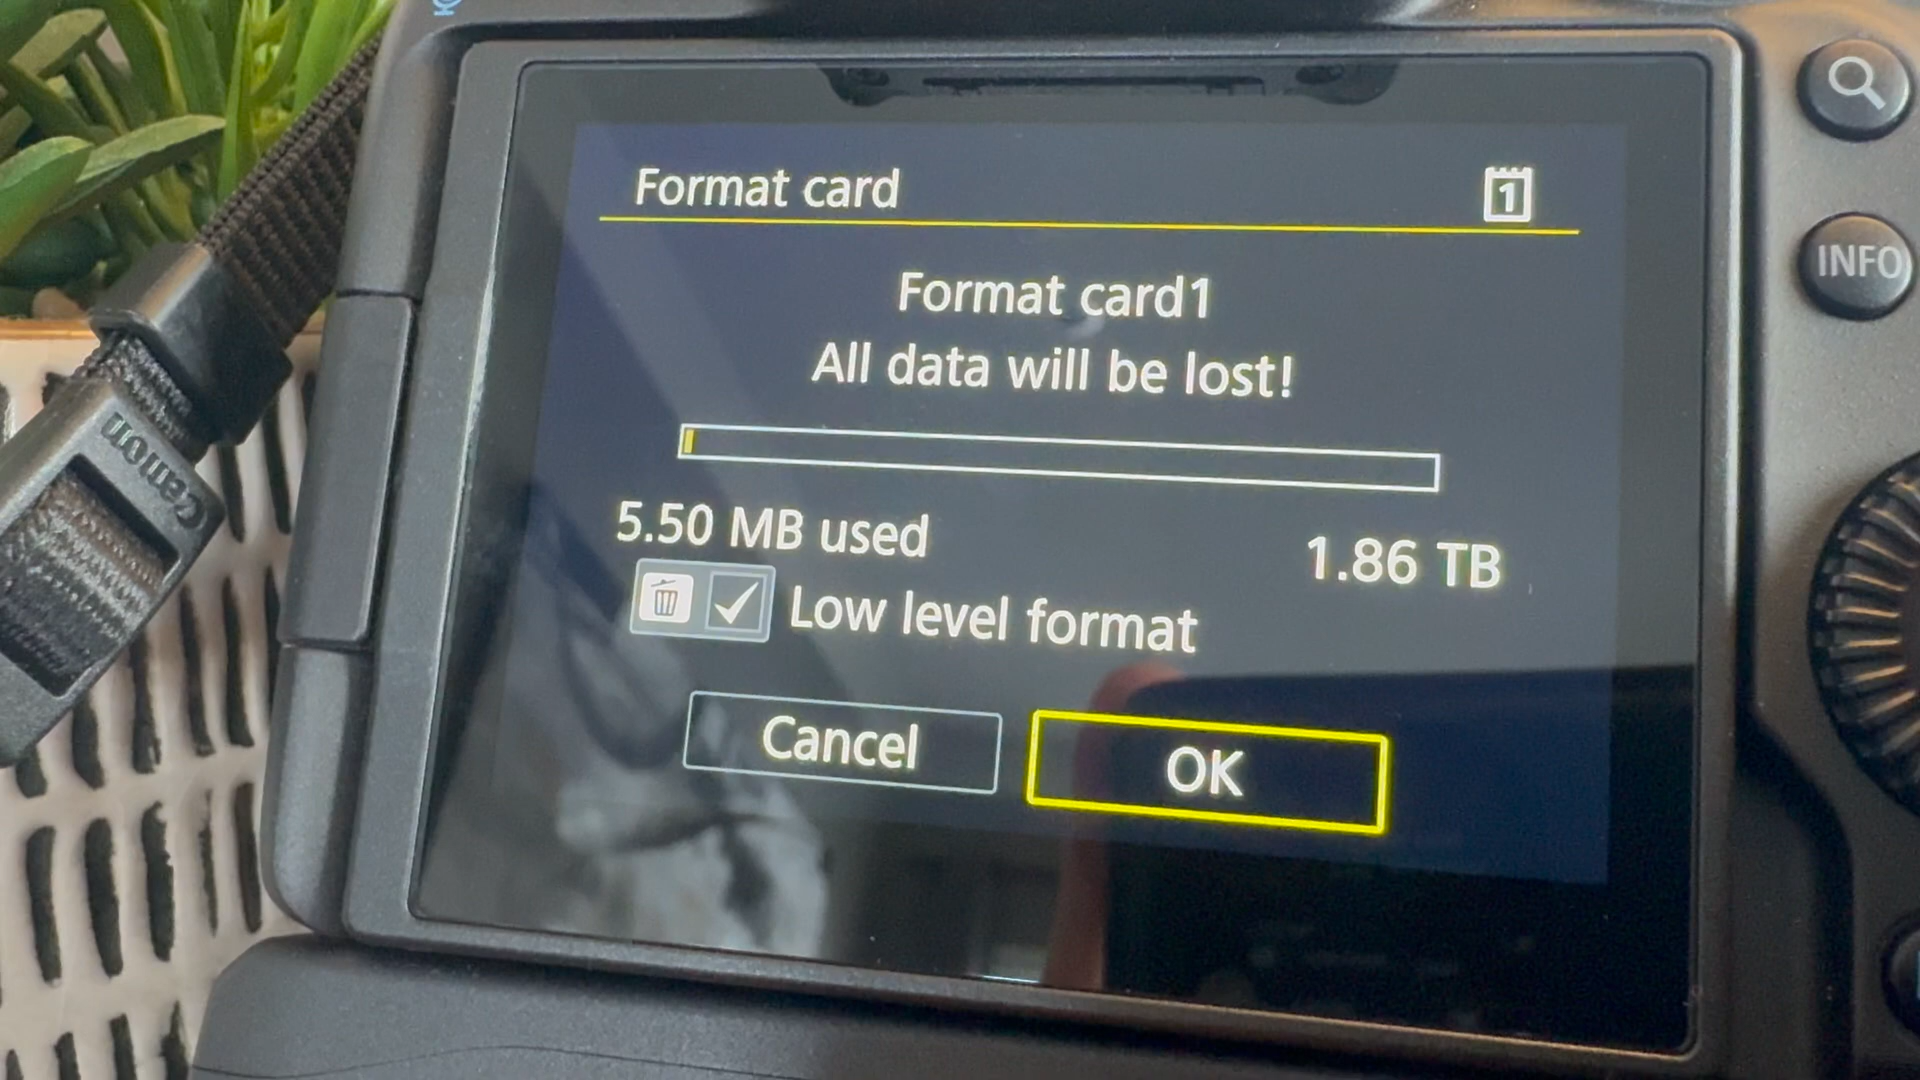 Format card
1
Format card1
All data will be lost!
5.50 MB used
1.86 TB
Low level format
Cancel
OK
INFO
Canon